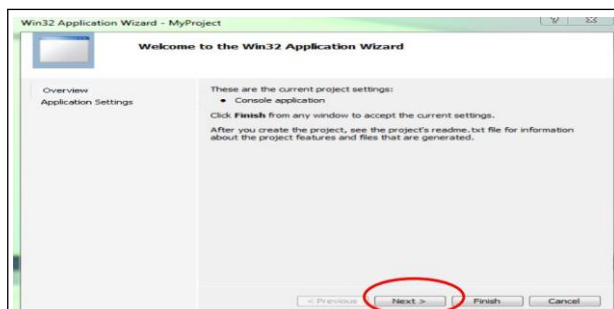 Win32 Application Wizard - MyProject
Welcome to the Win32 Application Wizard
Overview
Application Settings
These are the current project settings:
• Console application
Click Finish from any window to accept the current settings.
After you create the project, see the project's readme.txt file for information
about the project features and files that are generated.
< Previous
Next >
Finish
Cancel